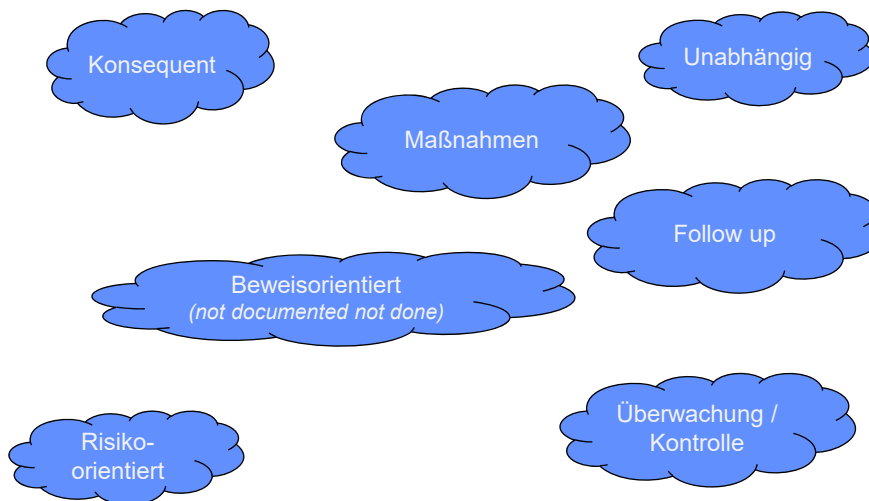 Konsequent
Unabhängig
Maßnahmen
Follow up
Beweisorientiert
(not documented not done)
Überwachung /
Kontrolle
Risiko-
orientiert